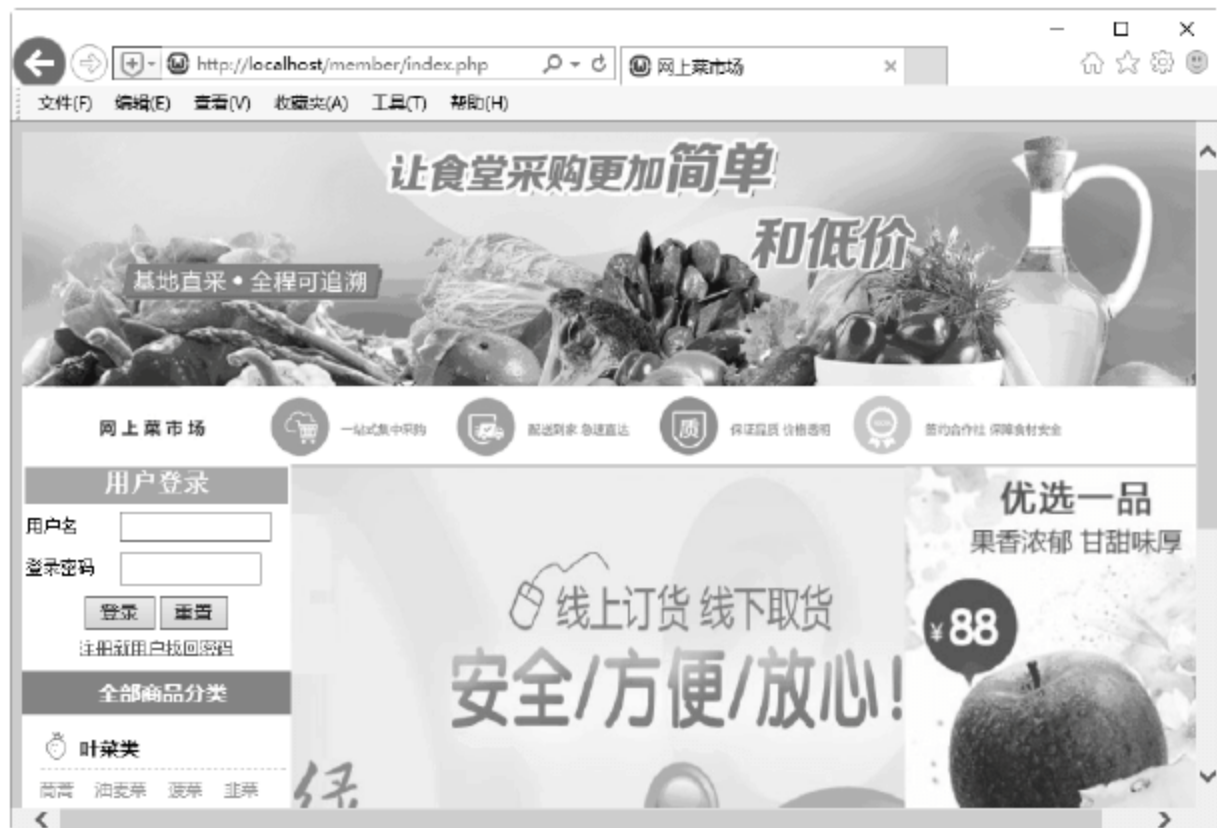 http://localhost/member/index.php
网上菜市场
文件(F) 编辑(E) 查看(V) 收藏夹(A) 工具(T) 帮助(H)
让食堂采购更加简单
和低价
基地直采•全程可追溯
网上菜市场
一站式集中采购
配送到家 急速直达
质
保证品质 价格透明
签约合作社 保障食材安全
用户登录
用户名
登录密码
登录 重置
注册新用户找回密码
全部商品分类
叶菜类
茼蒿 油麦菜 菠菜 韭菜
线上订货 线下取货
安全/方便/放心!
优选一品
果香浓郁 甘甜味厚
¥88